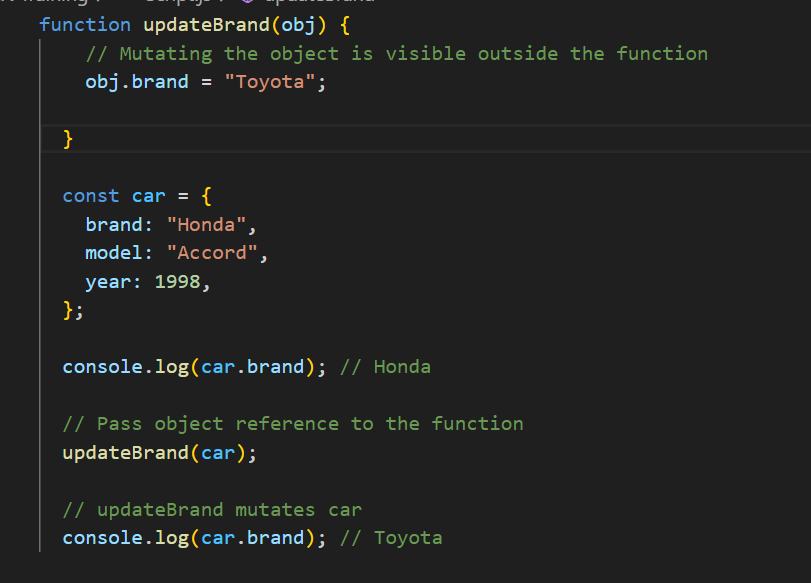 function updateBrand(obj) {
// Mutating the object is visible outside the function
obj.brand = "Toyota";
}
const car = {
brand: "Honda",
model: "Accord",
year: 1998,
};
console.log(car.brand); // Honda
// Pass object reference to the function
updateBrand(car);
// updateBrand mutates car
console.log(car.brand); // Toyota